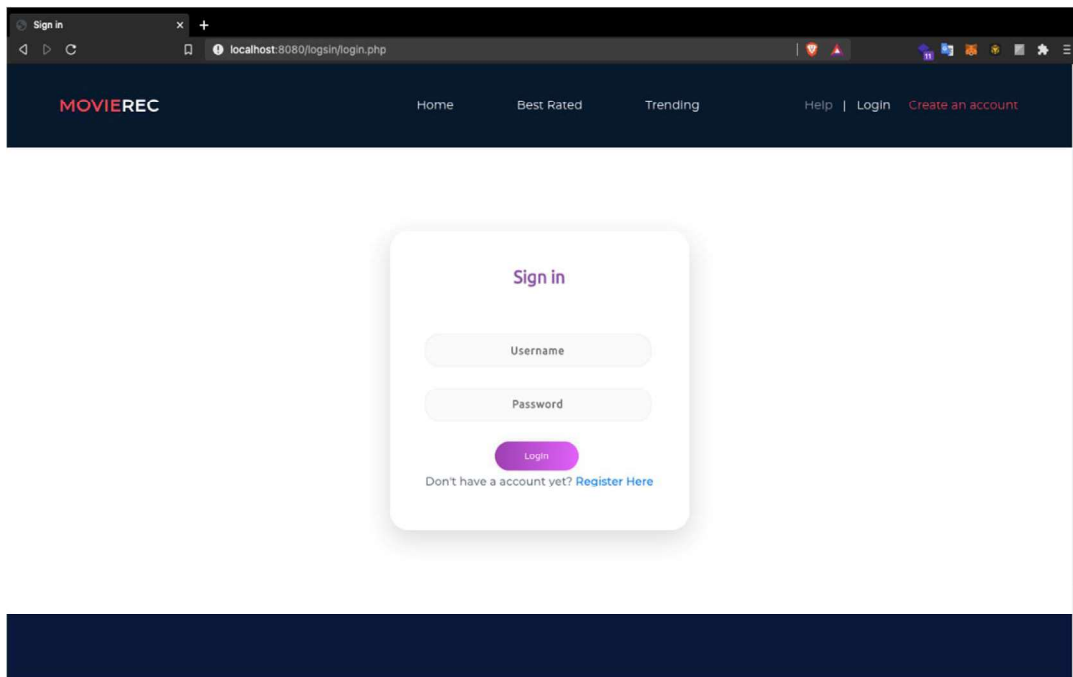 Sign in × +
localhost:8080/logsin/login.php
11
MOVIEREC Home Best Rated Trending Help | Login Create an account
Sign in
Username
Password
Login
Don't have a account yet? Register Here